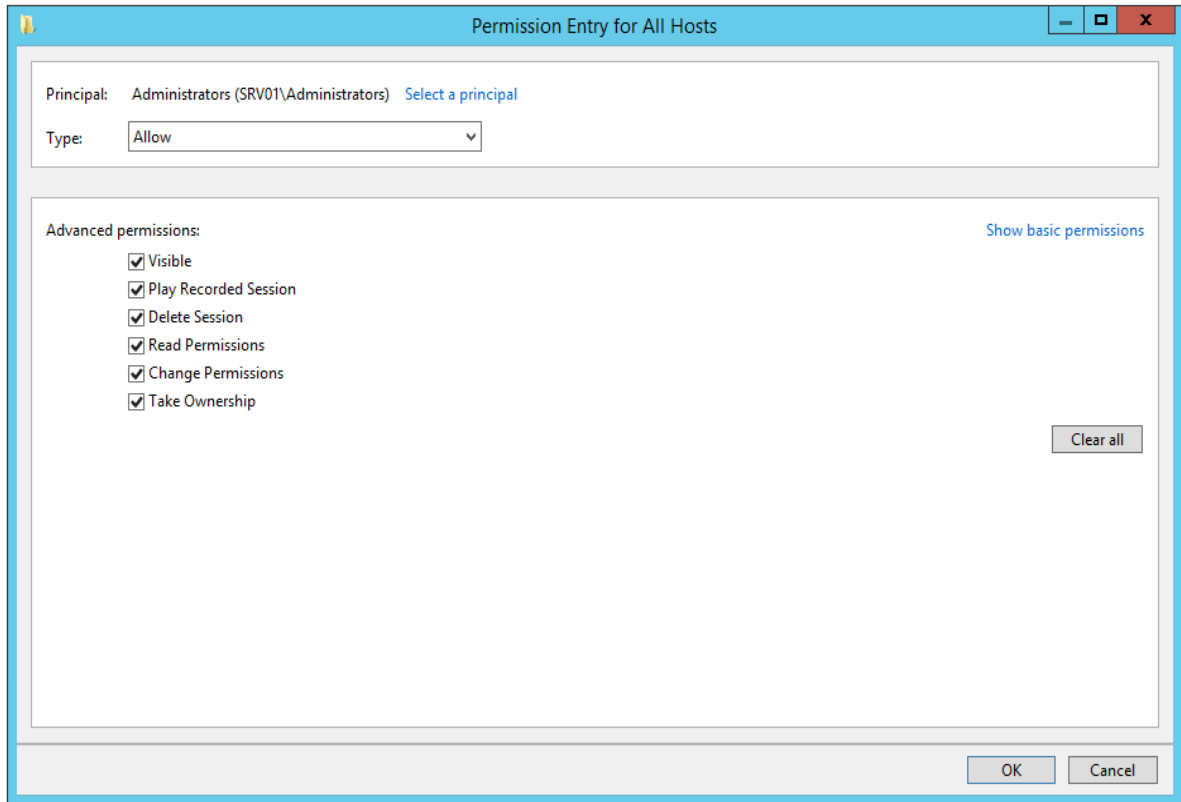 Permission Entry for All Hosts
Principal: Administrators (SRV01\Administrators) Select a principal
Type: Allow
Advanced permissions: Show basic permissions
Visible
Play Recorded Session
Delete Session
Read Permissions
Change Permissions
Take Ownership
Clear all
OK Cancel